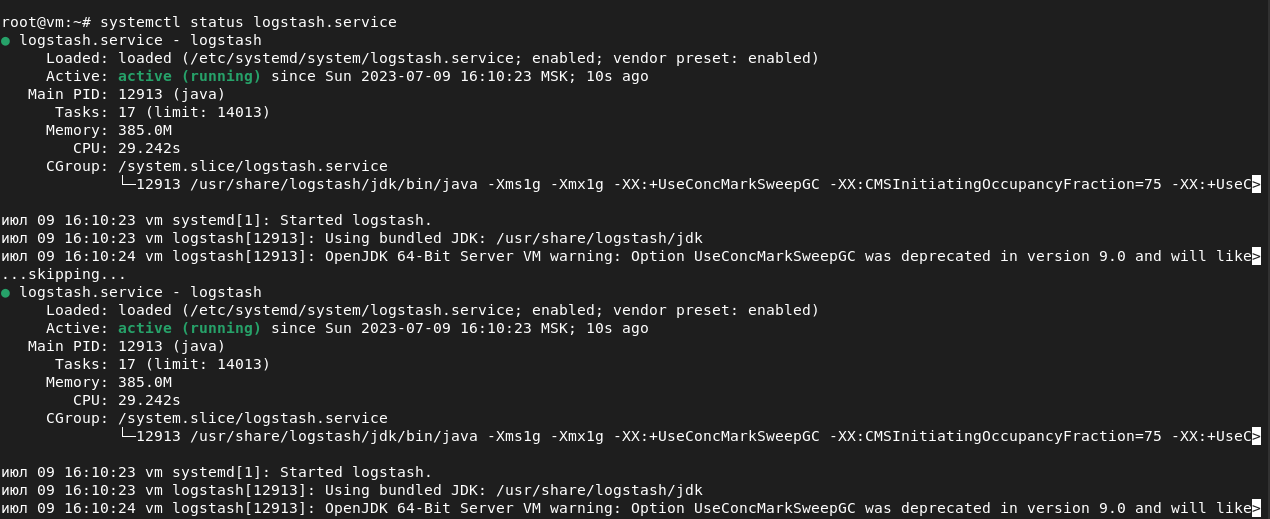 root@vm:~# systemctl status logstash.service
● logstash.service - logstash
     Loaded: loaded (/etc/systemd/system/logstash.service; enabled; vendor preset: enabled)
     Active: active (running) since Sun 2023-07-09 16:10:23 MSK; 10s ago
   Main PID: 12913 (java)
      Tasks: 17 (limit: 14013)
     Memory: 385.0M
        CPU: 29.242s
     CGroup: /system.slice/logstash.service
             └─12913 /usr/share/logstash/jdk/bin/java -Xms1g -Xmx1g -XX:+UseConcMarkSweepGC -XX:CMSInitiatingOccupancyFraction=75 -XX:+UseC>
июл 09 16:10:23 vm systemd[1]: Started logstash.
июл 09 16:10:23 vm logstash[12913]: Using bundled JDK: /usr/share/logstash/jdk
июл 09 16:10:24 vm logstash[12913]: OpenJDK 64-Bit Server VM warning: Option UseConcMarkSweepGC was deprecated in version 9.0 and will like>
...skipping...
● logstash.service - logstash
     Loaded: loaded (/etc/systemd/system/logstash.service; enabled; vendor preset: enabled)
     Active: active (running) since Sun 2023-07-09 16:10:23 MSK; 10s ago
   Main PID: 12913 (java)
      Tasks: 17 (limit: 14013)
     Memory: 385.0M
        CPU: 29.242s
     CGroup: /system.slice/logstash.service
             └─12913 /usr/share/logstash/jdk/bin/java -Xms1g -Xmx1g -XX:+UseConcMarkSweepGC -XX:CMSInitiatingOccupancyFraction=75 -XX:+UseC>
июл 09 16:10:23 vm systemd[1]: Started logstash.
июл 09 16:10:23 vm logstash[12913]: Using bundled JDK: /usr/share/logstash/jdk
июл 09 16:10:24 vm logstash[12913]: OpenJDK 64-Bit Server VM warning: Option UseConcMarkSweepGC was deprecated in version 9.0 and will like>